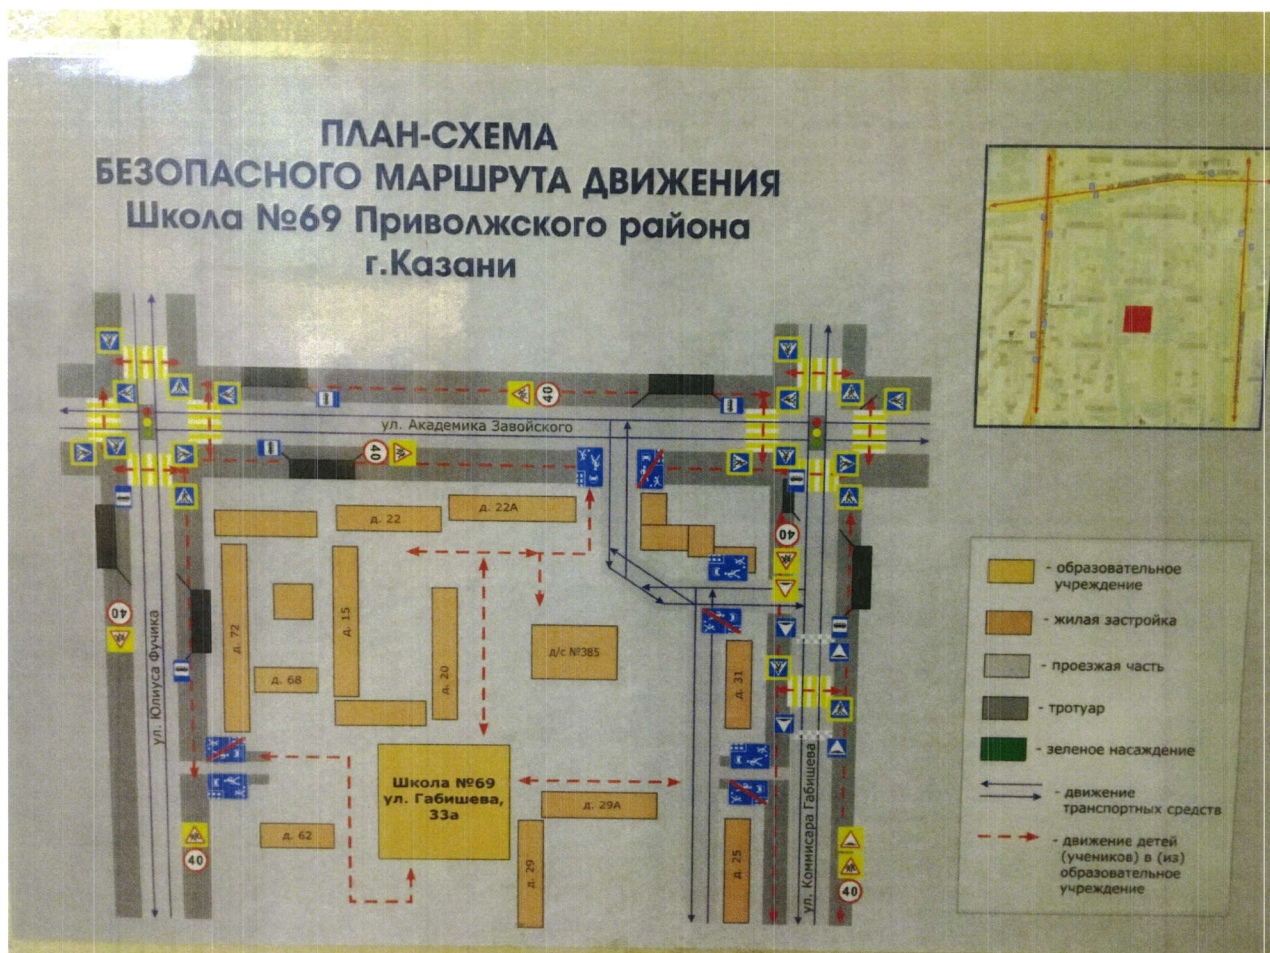 ПЛАН-СХЕМА
БЕЗОПАСНОГО МАРШРУТА ДВИЖЕНИЯ
Школа №69 Приволжского района
г.Казани
40
ул. Академика Завойского
40
д. 22А
д. 22
40
д. 15
д. 72
40
ул. Юлиуса Фучика
д. 68
д. 20
д/с №385
д. 31
Школа №69
ул. Габишева,
33а
д. 29А
д. 62
д. 29
д. 25
ул. Коммисара Габишева
40
40
- образовательное
учреждение
- жилая застройка
- проезжая часть
- тротуар
- зеленое насаждение
- движение
транспортных средств
- движение детей
(учеников) в (из)
образовательное
учреждение